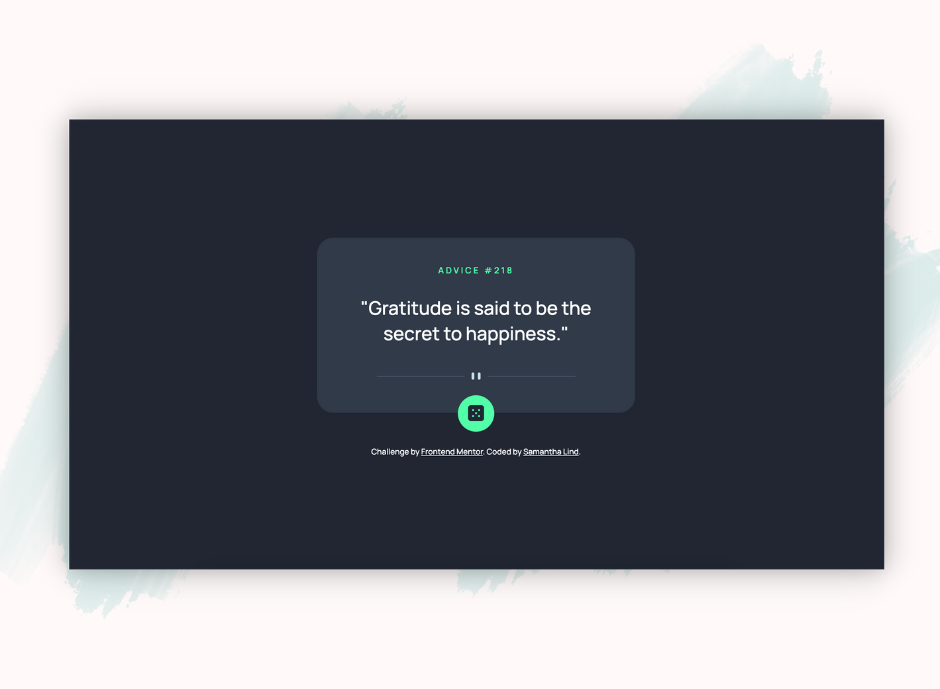 ADVICE #218
"Gratitude is said to be the
secret to happiness."
Challenge by Frontend Mentor. Coded by Samantha Lind.